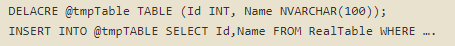 DELACRE @tmpTable TABLE (Id INT, Name NVARCHAR(100));
INSERT INTO @tmpTABLE SELECT Id,Name FROM RealTable WHERE ….